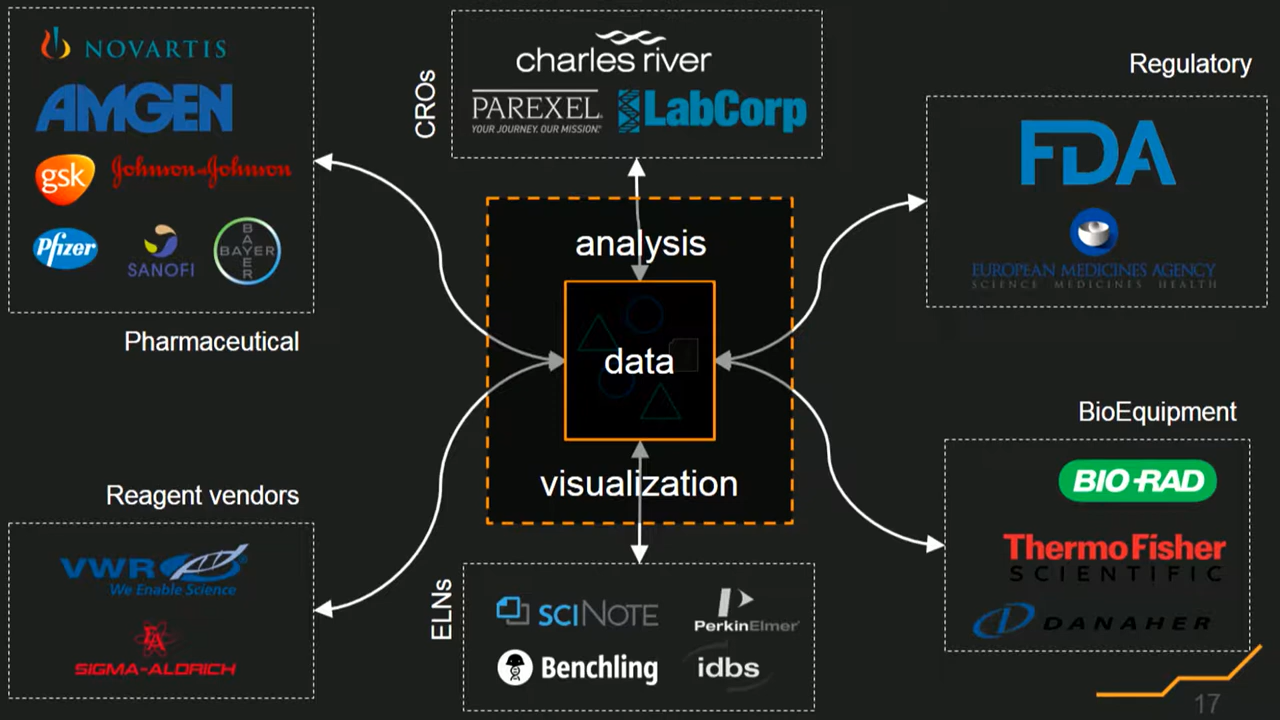 NOVARTIS
AMGEN
gsk
Johnson & Johnson
Pfizer
SANOFI
BAYER
BAYER
Pharmaceutical
CROs
charles river
PAREXEL
YOUR JOURNEY. OUR MISSION.®
LabCorp
Regulatory
FDA
EUROPEAN MEDICINES AGENCY
SCIENCE MEDICINES HEALTH
analysis
data
visualization
Reagent vendors
VWR®
We Enable Science
SIGMA-ALDRICH
ELNs
SCINOTE
PerkinElmer
Benchling
idbs
BioEquipment
BIO-RAD
ThermoFisher
SCIENTIFIC
DANAHER
17